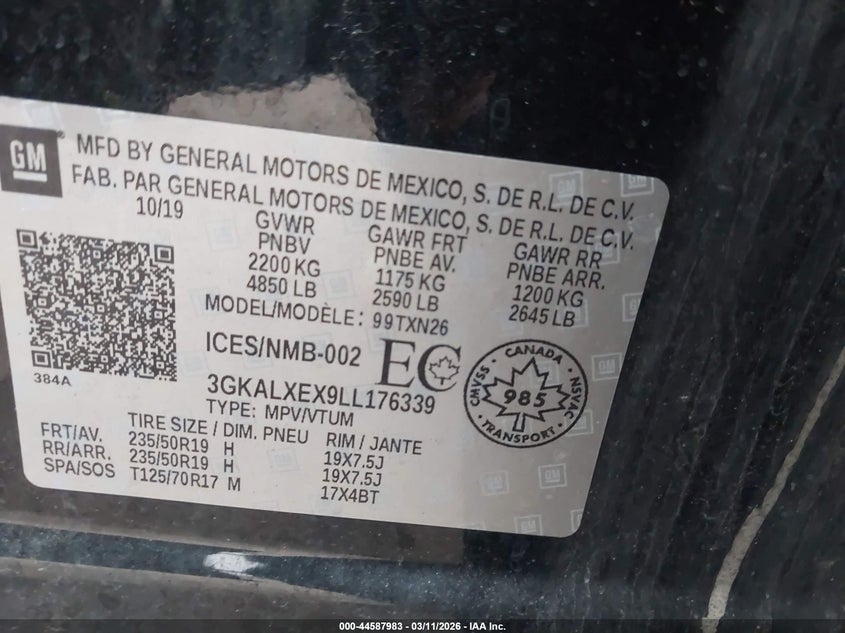 GM
MFD BY GENERAL MOTORS DE MEXICO, S. DE R.L. DE C.V.
FAB. PAR GENERAL MOTORS DE MEXICO, S. DE R.L. DE C.V.
10/19
GVWR GAWR FRT GAWR RR
PNBV PNBE AV. PNBE ARR.
2200 KG 1175 KG 1200 KG
4850 LB 2590 LB 2645 LB
MODEL/MODÈLE: 99TXN26
ICES/NMB-002 EC
384A
3GKALXEX9LL176339
TYPE: MPV/VTUM
CANADA
CMVSS 985 NSVAC
TRANSPORT
TIRE SIZE / DIM. PNEU RIM / JANTE
FRT/AV. 235/50R19 H 19X7.5J
RR/ARR. 235/50R19 H 19X7.5J
SPA/SOS T125/70R17 M 17X4BT
GM
000-44587983 - 03/11/2026 - IAA Inc.